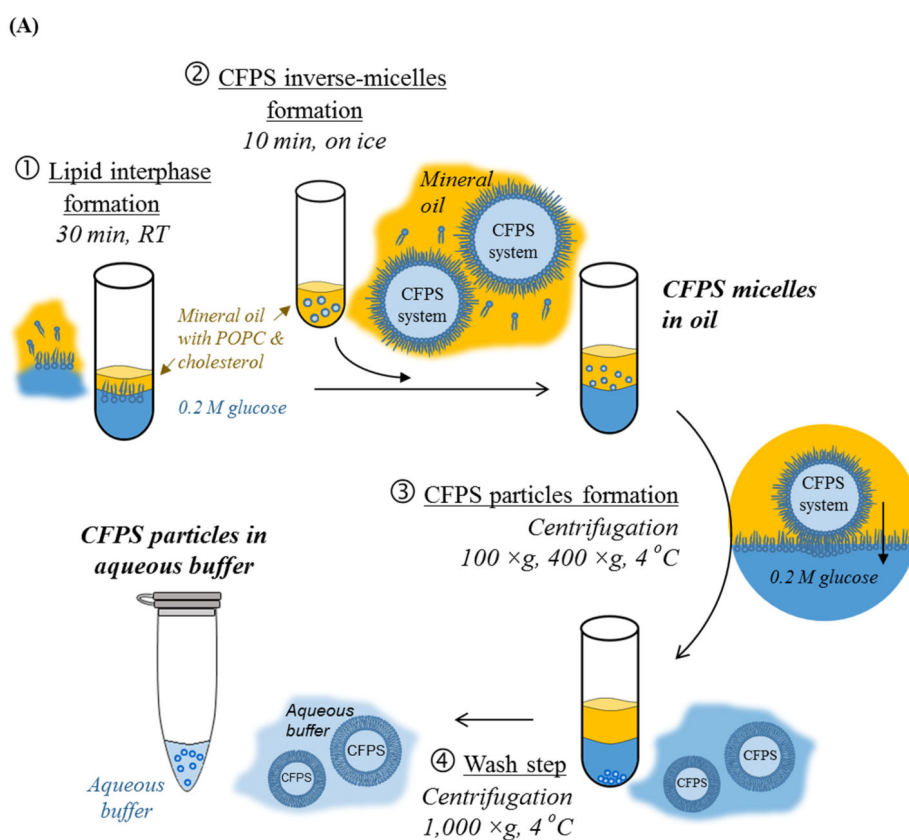 (A)
② CFPS inverse-micelles
formation
10 min, on ice
① Lipid interphase
formation
30 min, RT
Mineral
oil
CFPS
system
CFPS
system
Mineral oil
with POPC &
cholesterol
0.2 M glucose
CFPS micelles
in oil
③ CFPS particles formation
Centrifugation
100 ×g, 400 ×g, 4 °C
CFPS
system
0.2 M glucose
CFPS particles in
aqueous buffer
Aqueous
buffer
Aqueous
buffer
CFPS
CFPS
④ Wash step
Centrifugation
1,000 ×g, 4 °C
CFPS
CFPS